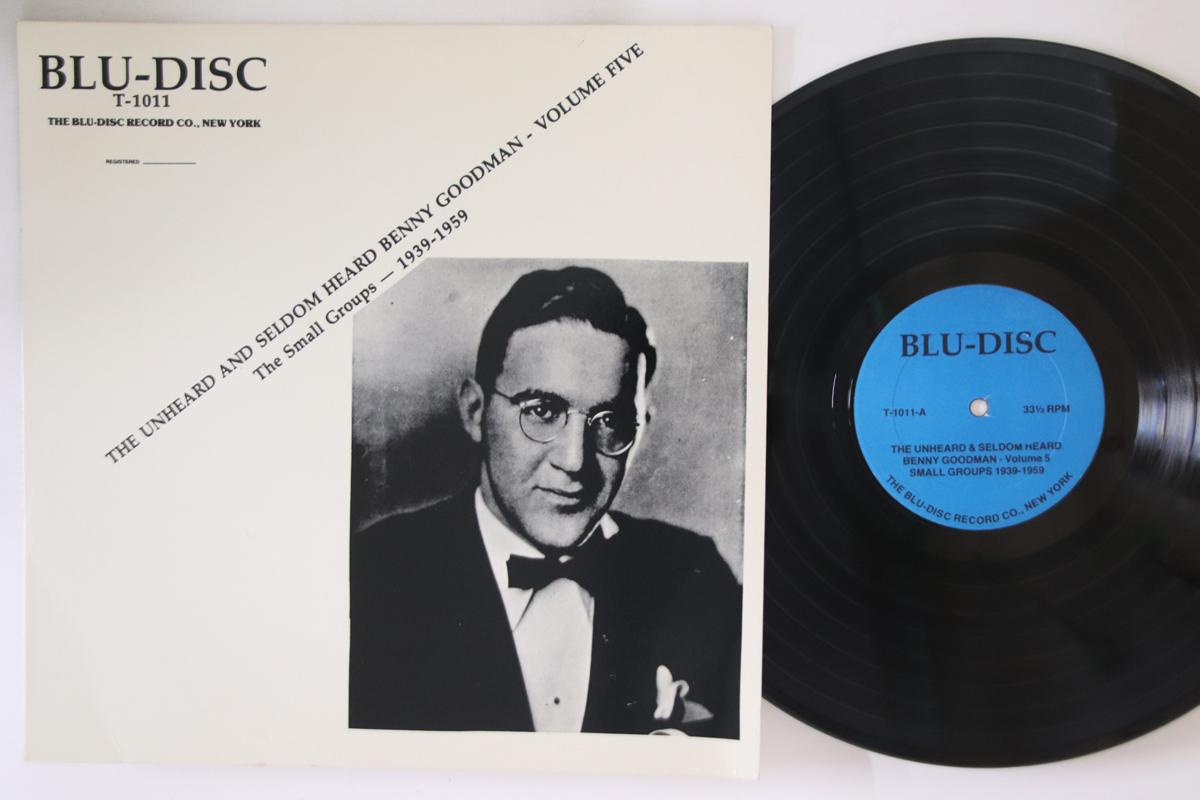 BLU-DISC
T-1011
THE BLU-DISC RECORD CO., NEW YORK
REGISTERED
THE UNHEARD AND SELDOM HEARD BENNY GOODMAN - VOLUME FIVE
The Small Groups — 1939-1959
BLU-DISC
T-1011-A
33⅓ RPM
THE UNHEARD & SELDOM HEARD
BENNY GOODMAN - Volume 5
SMALL GROUPS 1939-1959
THE BLU-DISC RECORD CO., NEW YORK